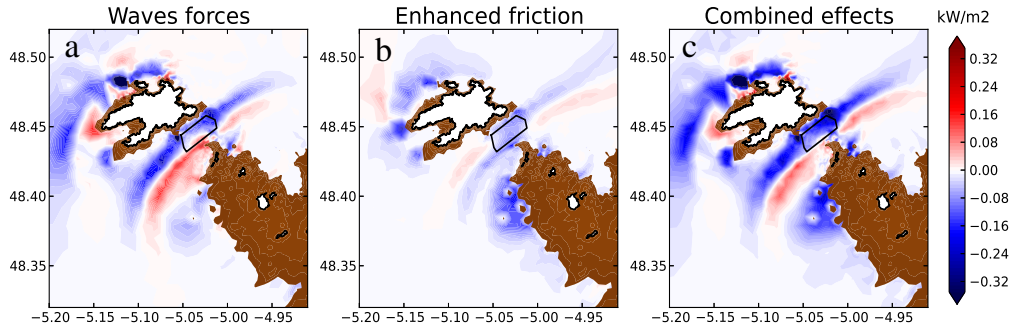 Waves forces Enhanced friction Combined effects kW/m2
a b c
48.50 48.50 48.50 0.32
0.24
48.45 48.45 48.45 0.16
0.08
0.00
48.40 48.40 48.40 −0.08
−0.16
−0.24
48.35 48.35 48.35 −0.32
−5.20 −5.15 −5.10 −5.05 −5.00 −4.95 −5.20 −5.15 −5.10 −5.05 −5.00 −4.95 −5.20 −5.15 −5.10 −5.05 −5.00 −4.95